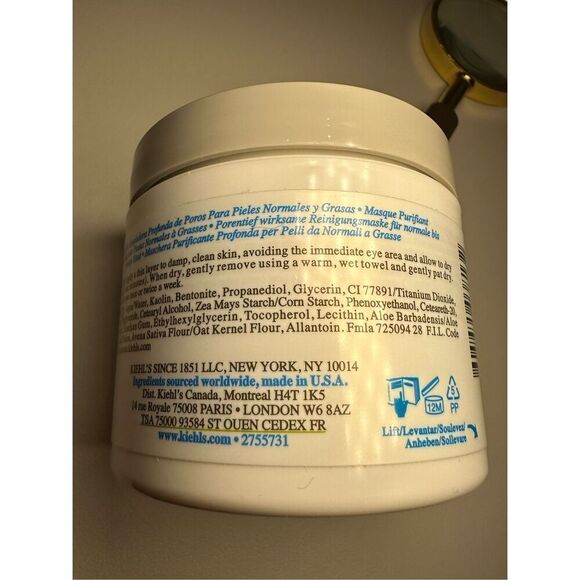 Profonda de Poros Para Pieles Normales y Grasas • Masque Purifiant
Normales à Grasses • Porentief wirksame Reinigungsmaske für normale bis
Haut • Maschera Purificante Profonda per Pelli da Normali a Grasse
a thin layer to damp, clean skin, avoiding the immediate eye area and allow to dry
When dry, gently remove using a warm, wet towel and gently pat dry.
or twice a week.
Water, Kaolin, Bentonite, Propanediol, Glycerin, CI 77891/Titanium Dioxide,
Cetearyl Alcohol, Zea Mays Starch/Corn Starch, Phenoxyethanol, Ceteareth-20,
Gum, Ethylhexylglycerin, Tocopherol, Lecithin, Aloe Barbadensis/Aloe
Avena Sativa Flour/Oat Kernel Flour, Allantoin. Fmla 725094 28 F.I.L. Code
KIEHL'S SINCE 1851 LLC, NEW YORK, NY 10014
Ingredients sourced worldwide, made in U.S.A.
Dist. Kiehl's Canada, Montreal H4T 1K5
14 rue Royale 75008 PARIS • LONDON W6 8AZ
TSA 75000 93584 ST OUEN CEDEX FR
www.kiehls.com • 2755731
12M
5
PP
Lift/Levantar/Soulever/
Anheben/Sollevare